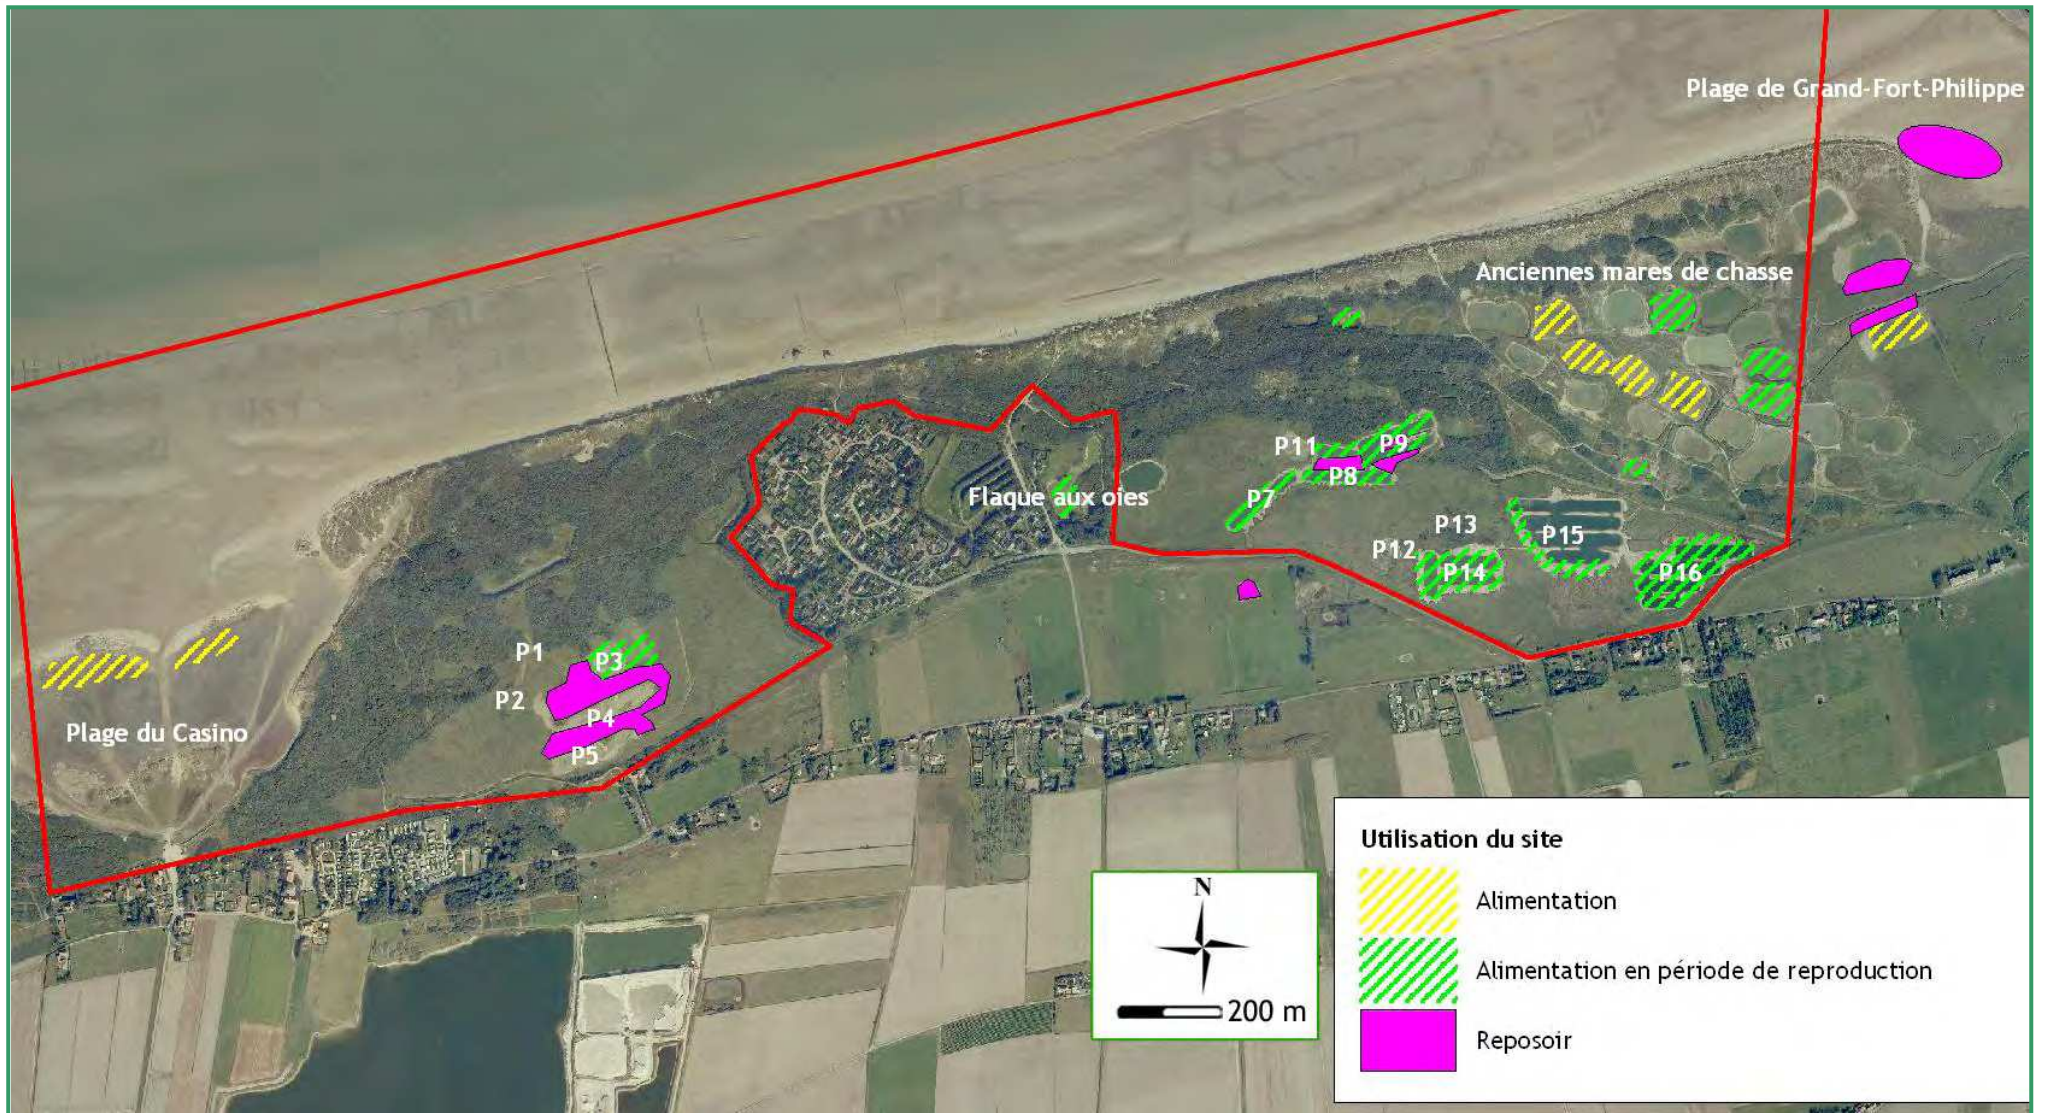 Plage de Grand-Fort-Philippe
Anciennes mares de chasse
P11
P9
P8
P7
Flaque aux oies
P13
P15
P12
P14
P16
P1
P3
P2
P4
P5
Plage du Casino
N
200 m
Utilisation du site
Alimentation
Alimentation en période de reproduction
Reposoir